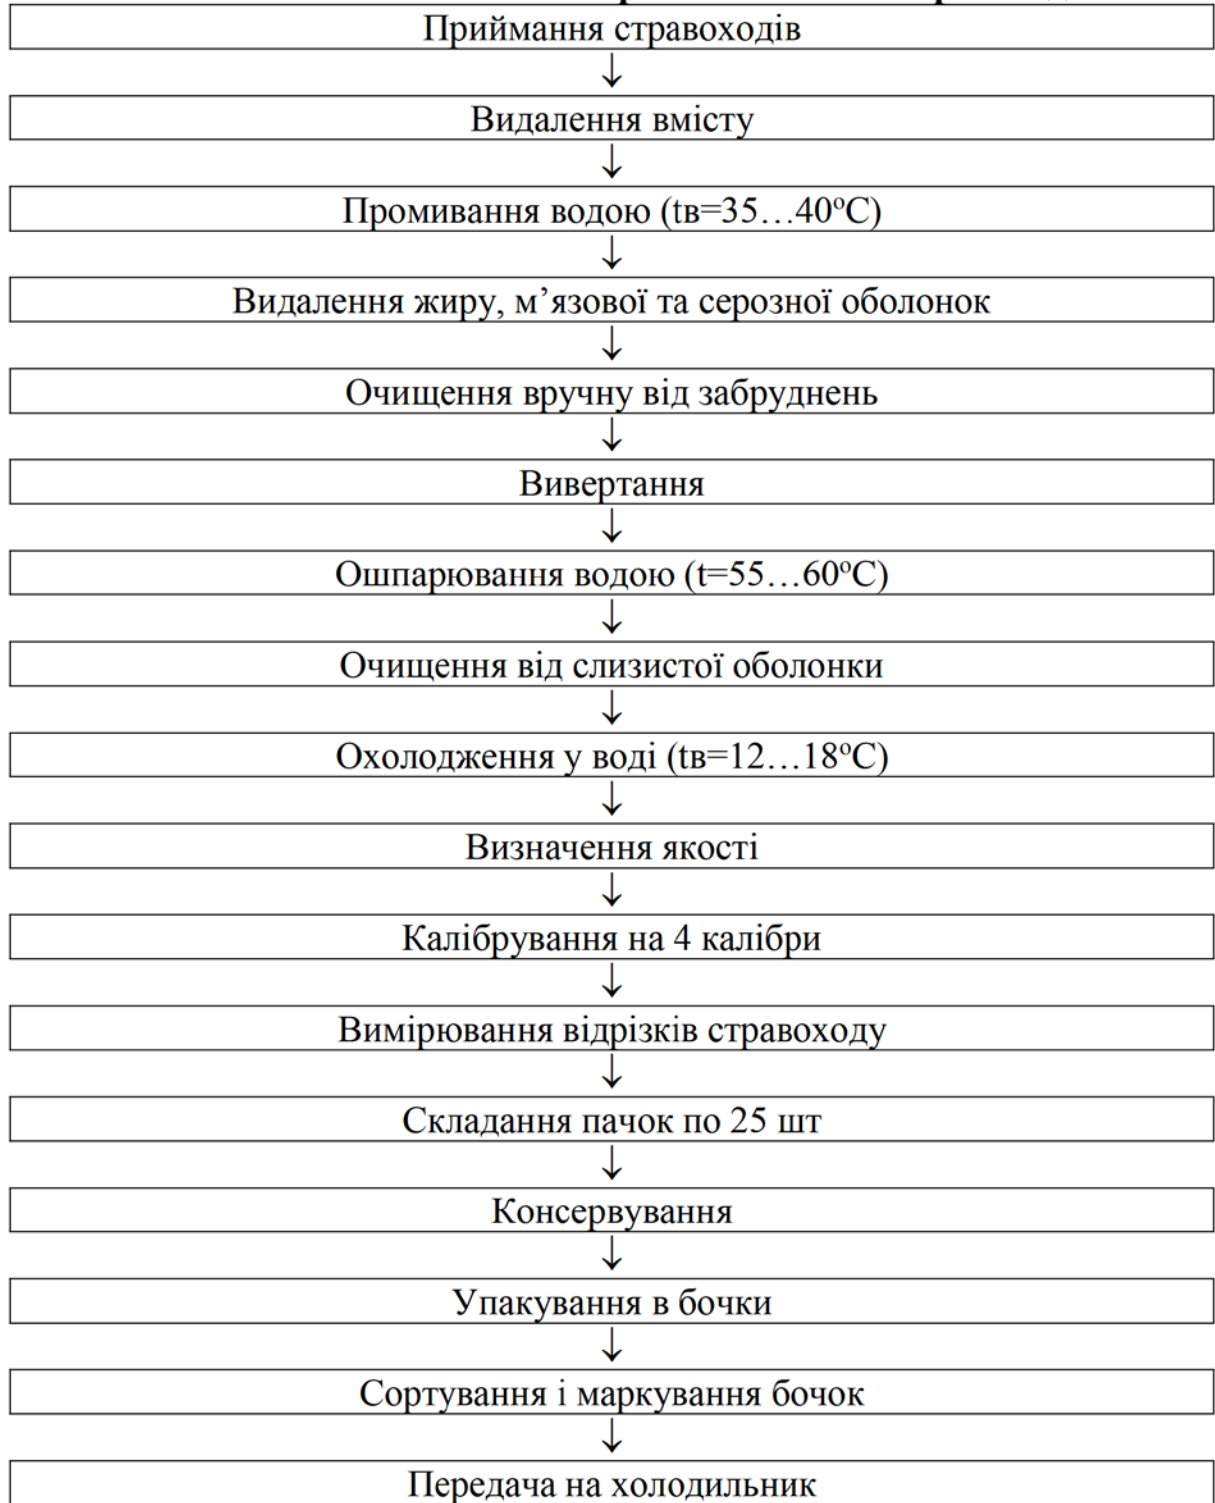 Приймання стравоходів
↓
Видалення вмісту
↓
Промивання водою (tв=35…40ºС)
↓
Видалення жиру, м’язової та серозної оболонок
↓
Очищення вручну від забруднень
↓
Вивертання
↓
Ошпарювання водою (t=55…60ºС)
↓
Очищення від слизистої оболонки
↓
Охолодження у воді (tв=12…18ºС)
↓
Визначення якості
↓
Калібрування на 4 калібри
↓
Вимірювання відрізків стравоходу
↓
Складання пачок по 25 шт
↓
Консервування
↓
Упакування в бочки
↓
Сортування і маркування бочок
↓
Передача на холодильник